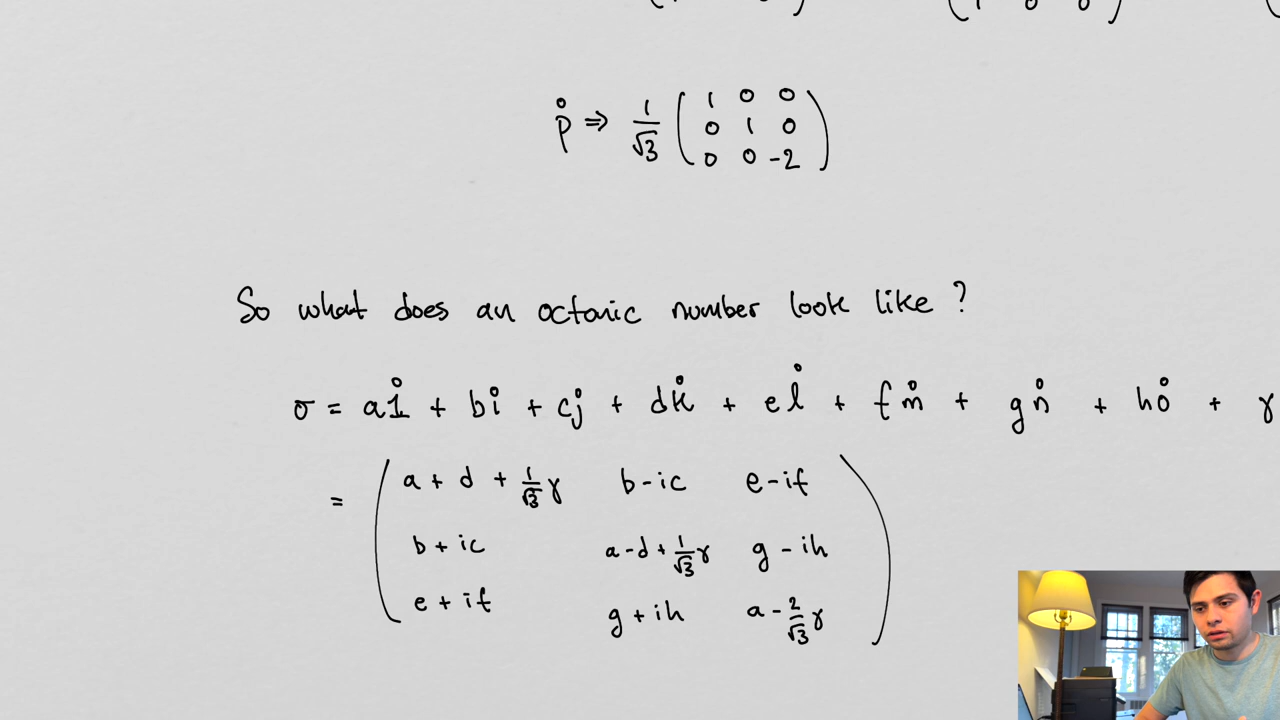 p̊ ⇒ 1/√3 ( 1 0 0
0 1 0
0 0 -2 )
So what does an octonic number look like ?
σ = a1̊ + bi̊ + cj̊ + dk̊ + el̊ + fm̊ + gn̊ + ho̊ + γ
= ( a + d + 1/√3 γ b - ic e - if
b + ic a - d + 1/√3 γ g - ih
e + if g + ih a - 2/√3 γ )